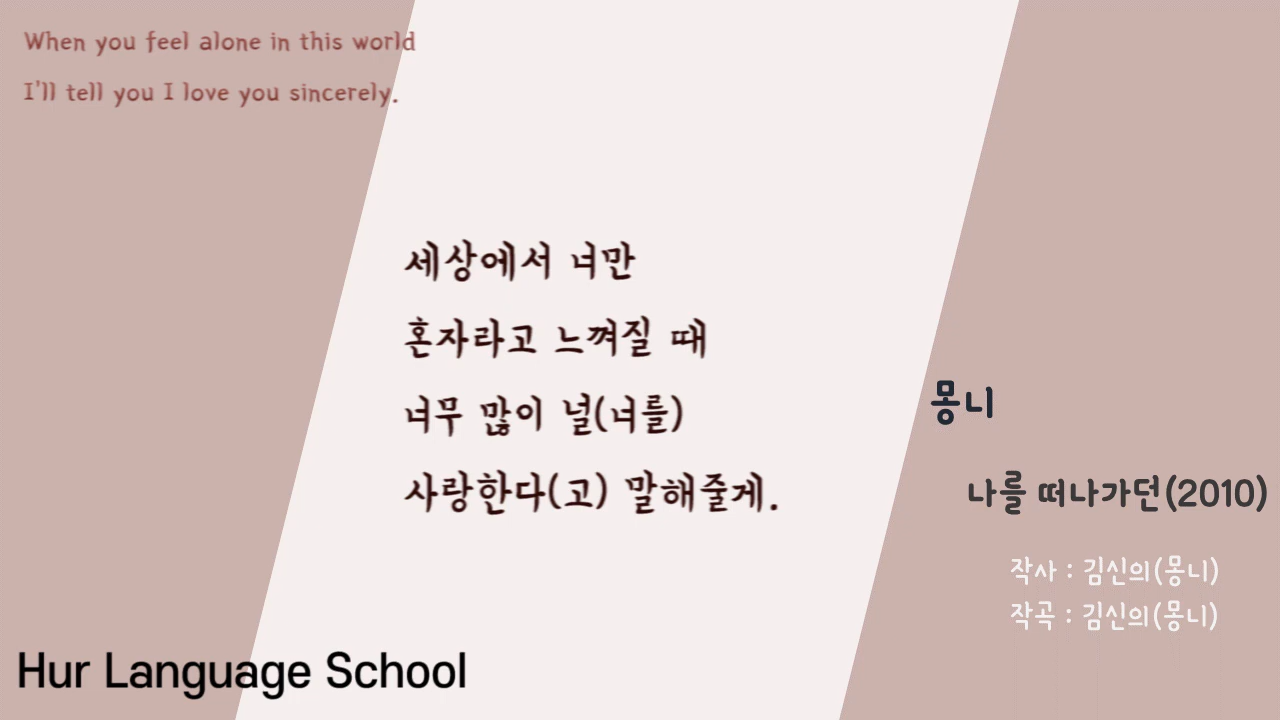 When you feel alone in this world
I'll tell you I love you sincerely.
세상에서 너만
혼자라고 느껴질 때
너무 많이 널(너를)
사랑한다(고) 말해줄게.
몽니
나를 떠나가던(2010)
작사 : 김신의(몽니)
작곡 : 김신의(몽니)
Hur Language School